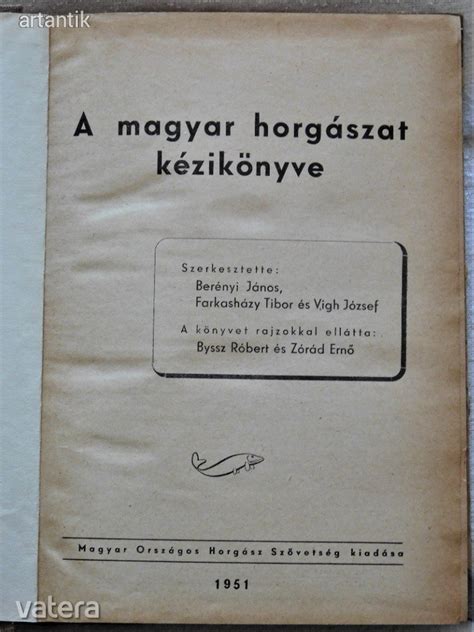 artantik
A magyar horgászat
kézikönyve
Szerkesztette:
Berényi János,
Farkasházy Tibor és Vigh József
A könyvet rajzokkal ellátta:
Byssz Róbert és Zórád Ernő
Magyar Országos Horgász Szövetség kiadása
1951
vatera